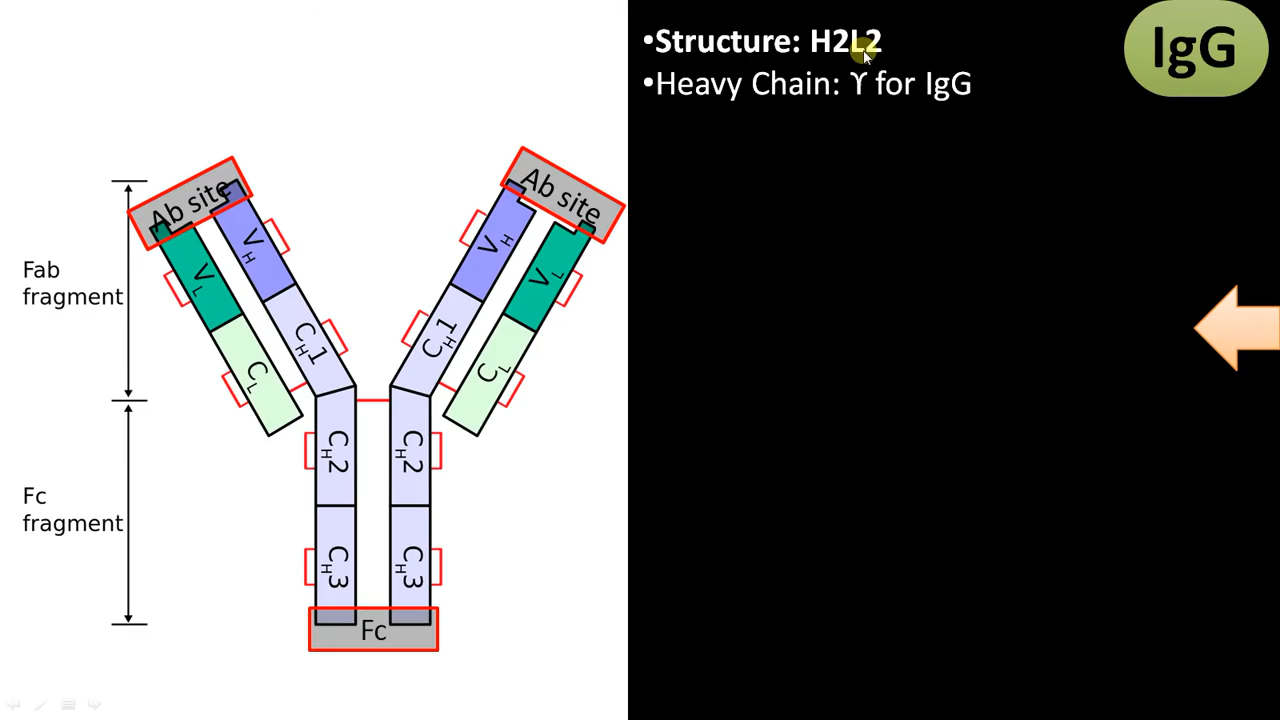 •Structure: H2L2
•Heavy Chain: ϒ for IgG
IgG
Ab site
Ab site
VL
VH
VH
VL
Fab
fragment
CL
CH1
CH1
CL
CH2
CH2
Fc
fragment
CH3
CH3
Fc